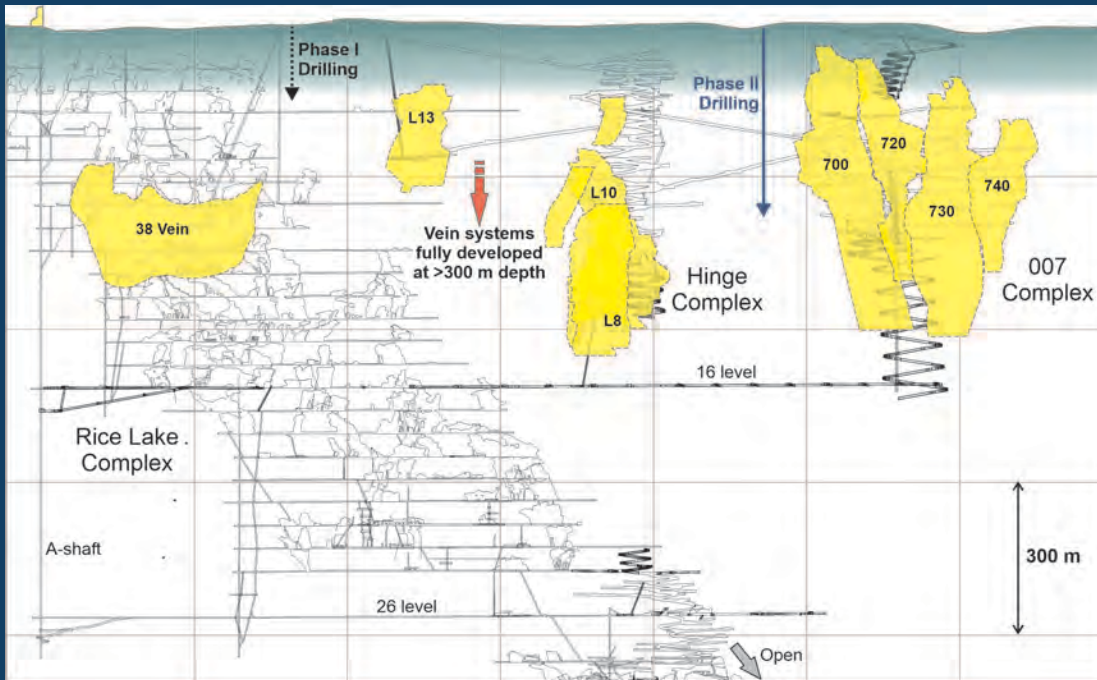 Phase I
Drilling
Phase II
Drilling
L13
720
700
740
L10
730
38 Vein
Vein systems
fully developed
at >300 m depth
Hinge
Complex
007
Complex
L8
16 level
Rice Lake
Complex
A-shaft
300 m
26 level
Open